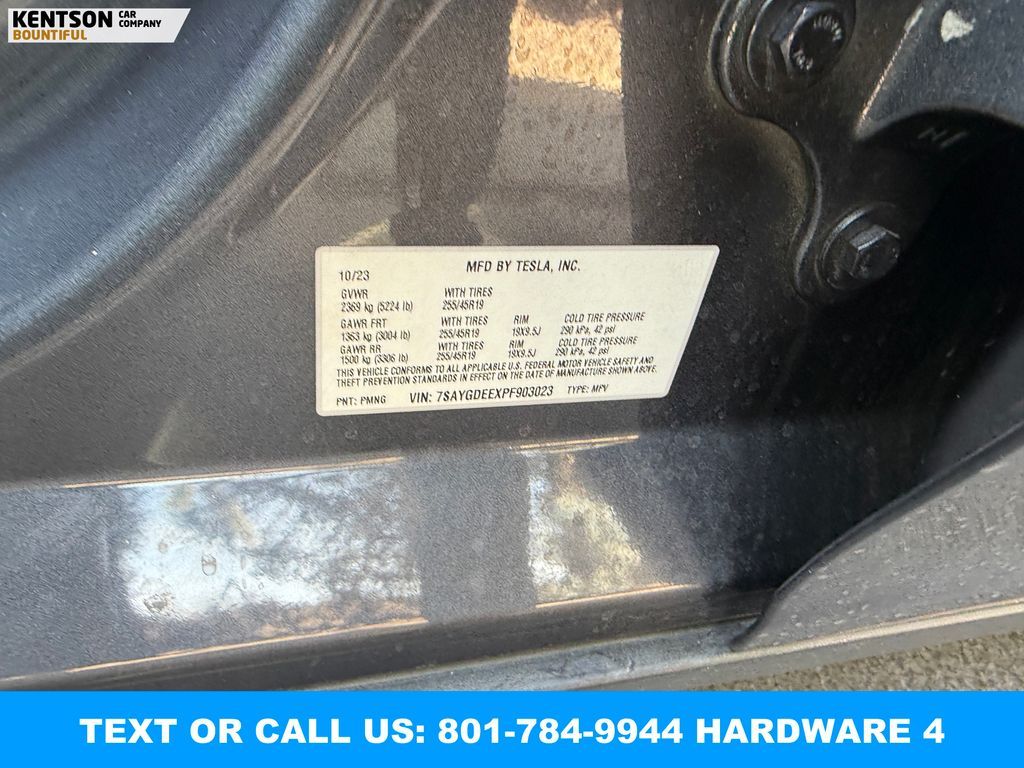 KENTSON CAR COMPANY
BOUNTIFUL
10/23 MFD BY TESLA, INC.
GVWR WITH TIRES
2369 kg (5224 lb) 255/45R19
GAWR FRT WITH TIRES RIM COLD TIRE PRESSURE
1363 kg (3004 lb) 255/45R19 19X9.5J 290 kPa, 42 psi
GAWR RR WITH TIRES RIM COLD TIRE PRESSURE
1500 kg (3306 lb) 255/45R19 19X9.5J 290 kPa, 42 psi
THIS VEHICLE CONFORMS TO ALL APPLICABLE U.S. FEDERAL MOTOR VEHICLE SAFETY AND
THEFT PREVENTION STANDARDS IN EFFECT ON THE DATE OF MANUFACTURE SHOWN ABOVE.
PNT: PMNG VIN: 7SAYGDEEXPF903023 TYPE: MPV
TEXT OR CALL US: 801-784-9944 HARDWARE 4